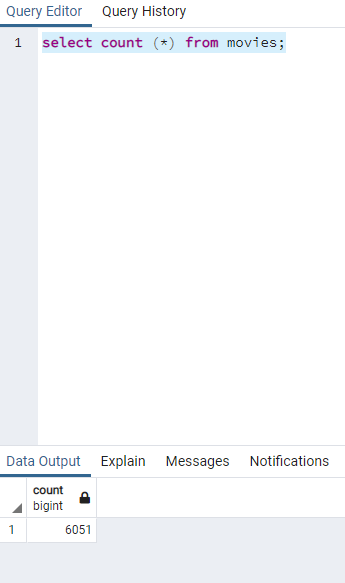 Query Editor Query History
1 select count (*) from movies;
Data Output Explain Messages Notifications
count
bigint
1 6051